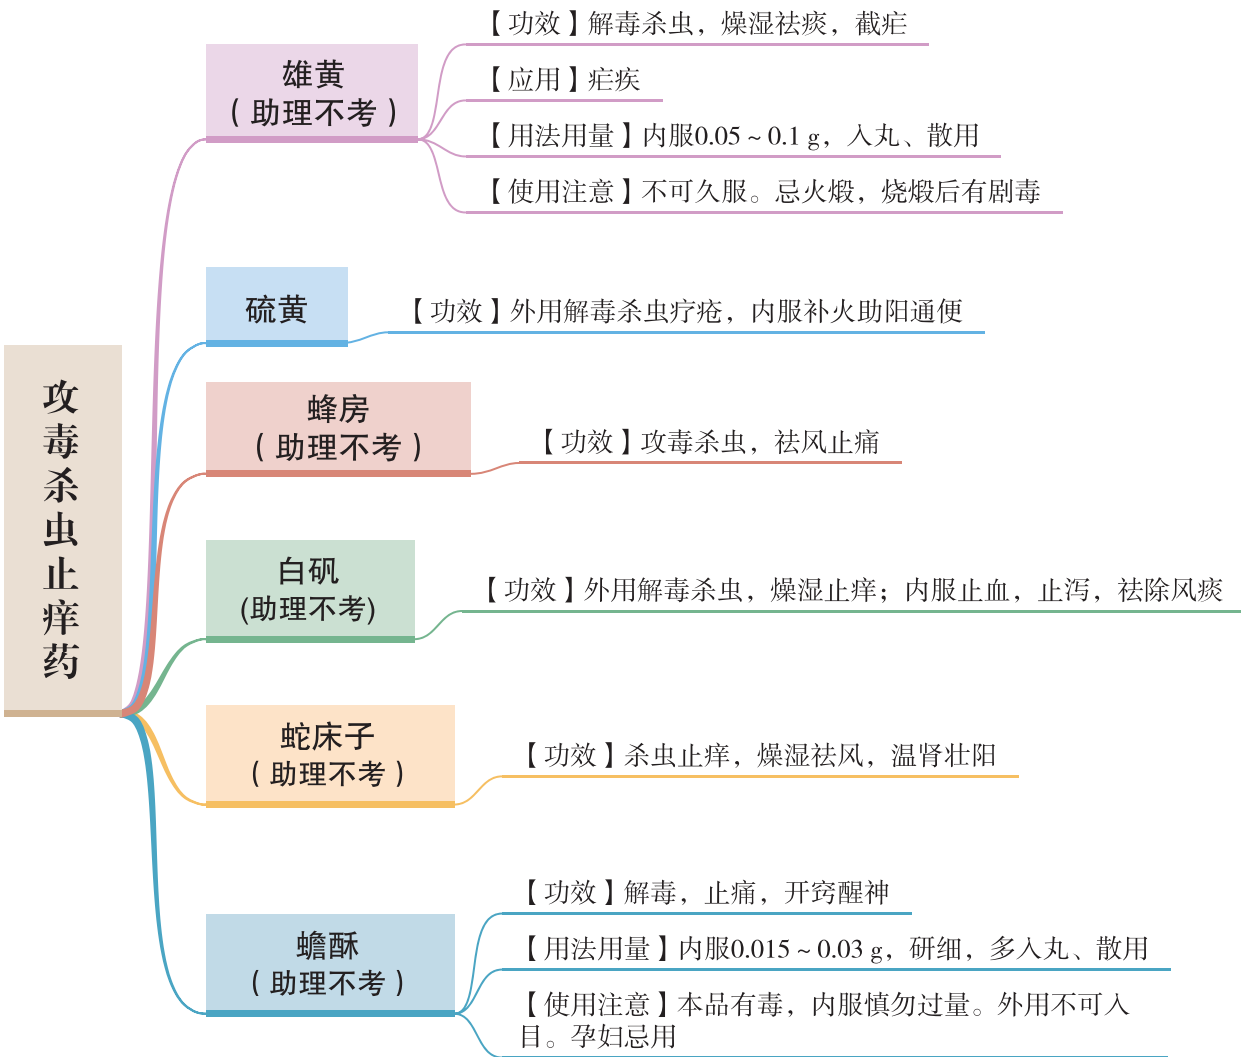 攻毒杀虫止痒药
雄黄
（助理不考）
【功效】解毒杀虫，燥湿祛痰，截疟
【应用】疟疾
【用法用量】内服0.05 ~ 0.1 g，入丸、散用
【使用注意】不可久服。忌火煅，烧煅后有剧毒
硫黄
【功效】外用解毒杀虫疗疮，内服补火助阳通便
蜂房
（助理不考）
【功效】攻毒杀虫，祛风止痛
白矾
(助理不考)
【功效】外用解毒杀虫，燥湿止痒；内服止血，止泻，祛除风痰
蛇床子
（助理不考）
【功效】杀虫止痒，燥湿祛风，温肾壮阳
蟾酥
（助理不考）
【功效】解毒，止痛，开窍醒神
【用法用量】内服0.015 ~ 0.03 g，研细，多入丸、散用
【使用注意】本品有毒，内服慎勿过量。外用不可入
目。孕妇忌用